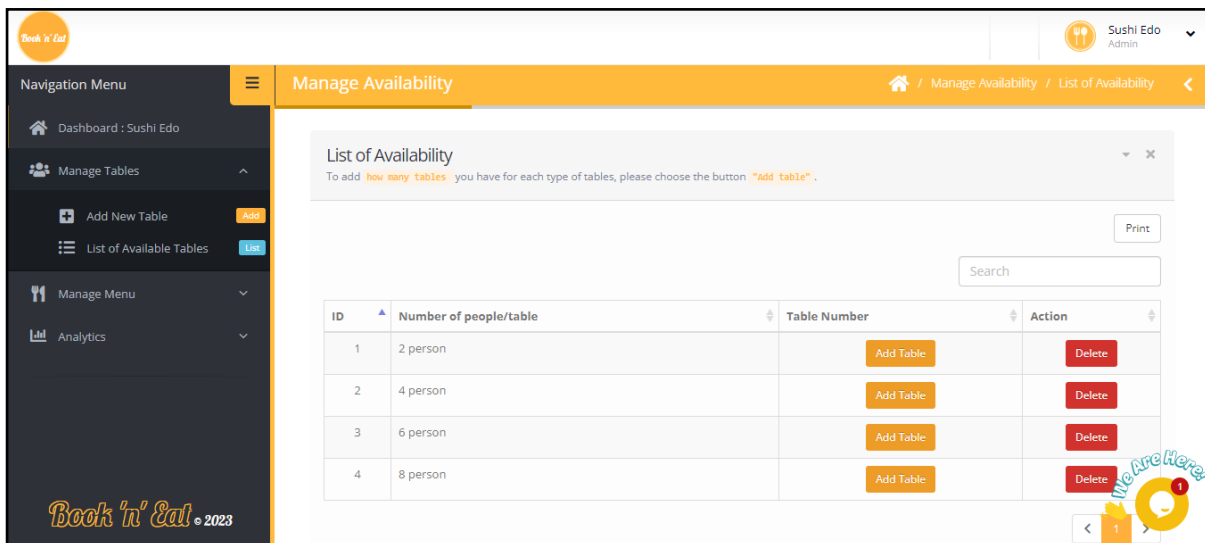 Book 'n' Eat
Sushi Edo
Admin
Navigation Menu
Manage Availability
/ Manage Availability / List of Availability
Dashboard : Sushi Edo
Manage Tables
Add New Table Add
List of Available Tables List
Manage Menu
Analytics
Book 'n' Eat © 2023
List of Availability
To add how many tables you have for each type of tables, please choose the button "Add table".
Print
Search
ID Number of people/table Table Number Action
1 2 person Add Table Delete
2 4 person Add Table Delete
3 6 person Add Table Delete
4 8 person Add Table Delete
We Are Here!
1
1